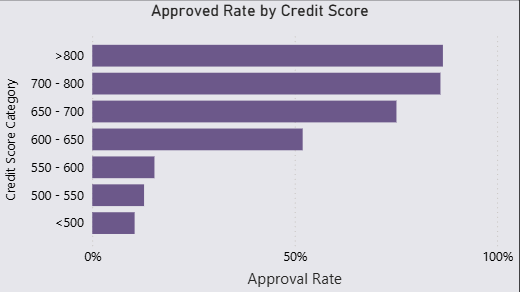 Approved Rate by Credit Score
Credit Score Category
>800
700 - 800
650 - 700
600 - 650
550 - 600
500 - 550
<500
0%
50%
100%
Approval Rate